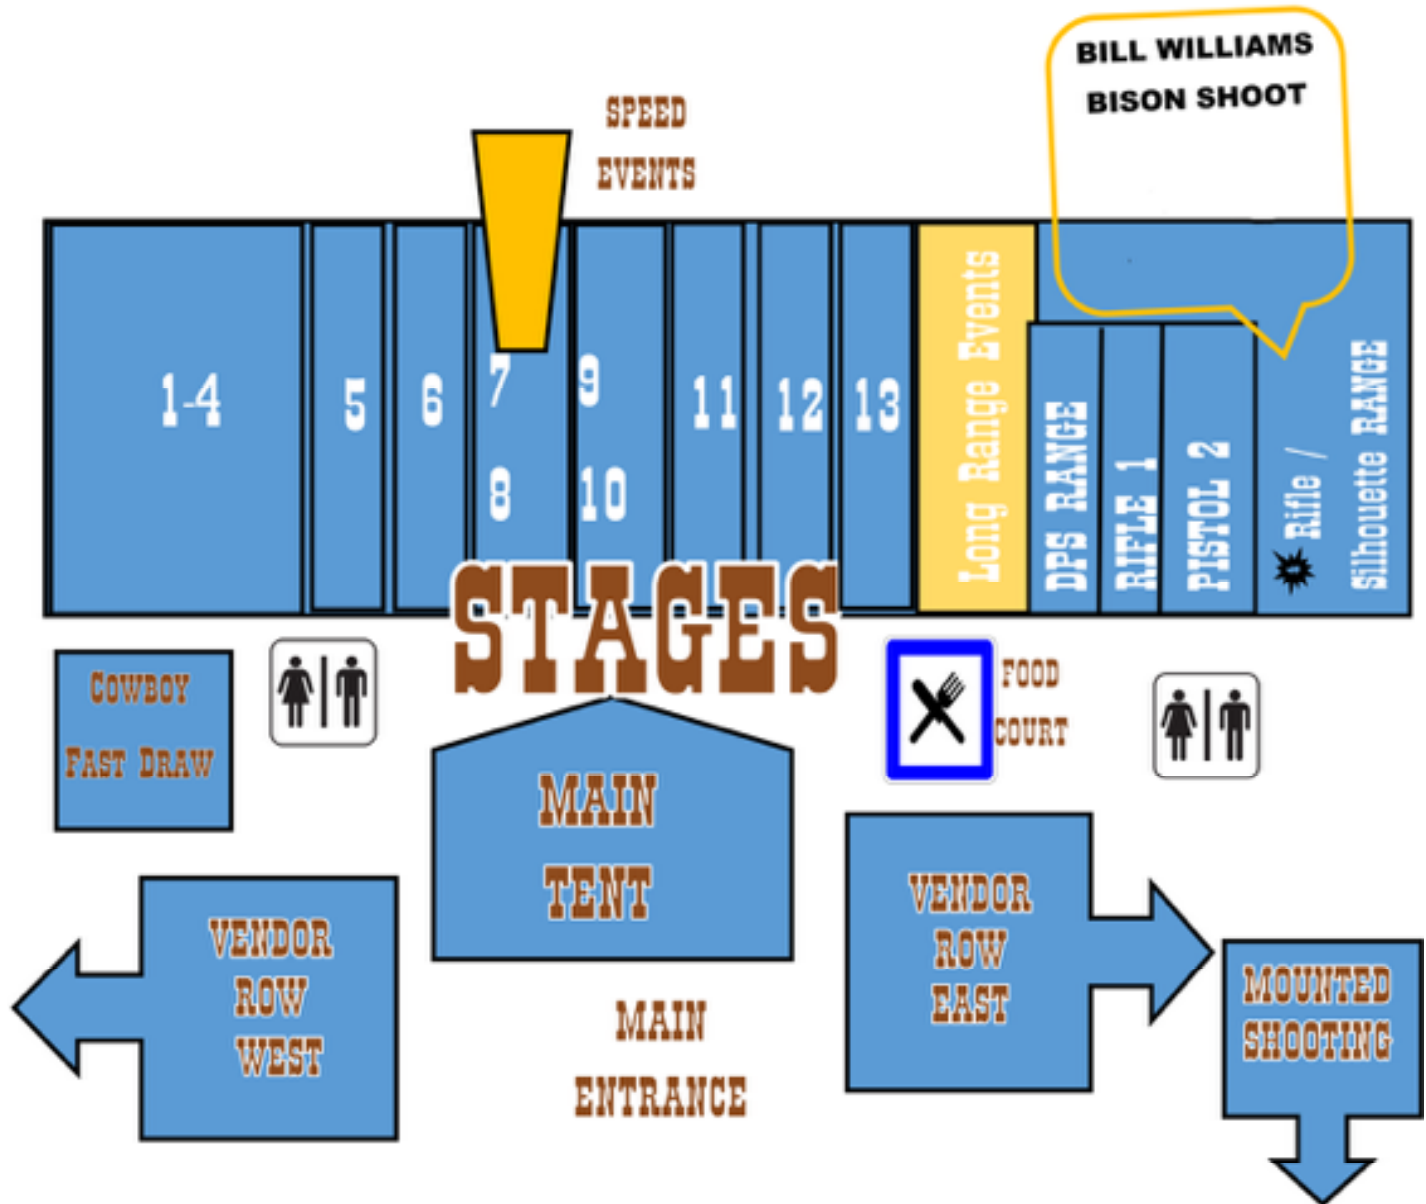 BILL WILLIAMS
BISON SHOOT
SPEED
EVENTS
1-4
5
6
7
8
9
10
11
12
13
Long Range Events
DPS RANGE
RIFLE 1
PISTOL 2
Rifle /
Silhouette RANGE
STAGES
COWBOY
FAST DRAW
FOOD
COURT
MAIN
TENT
VENDOR
ROW
WEST
VENDOR
ROW
EAST
MOUNTED
SHOOTING
MAIN
ENTRANCE